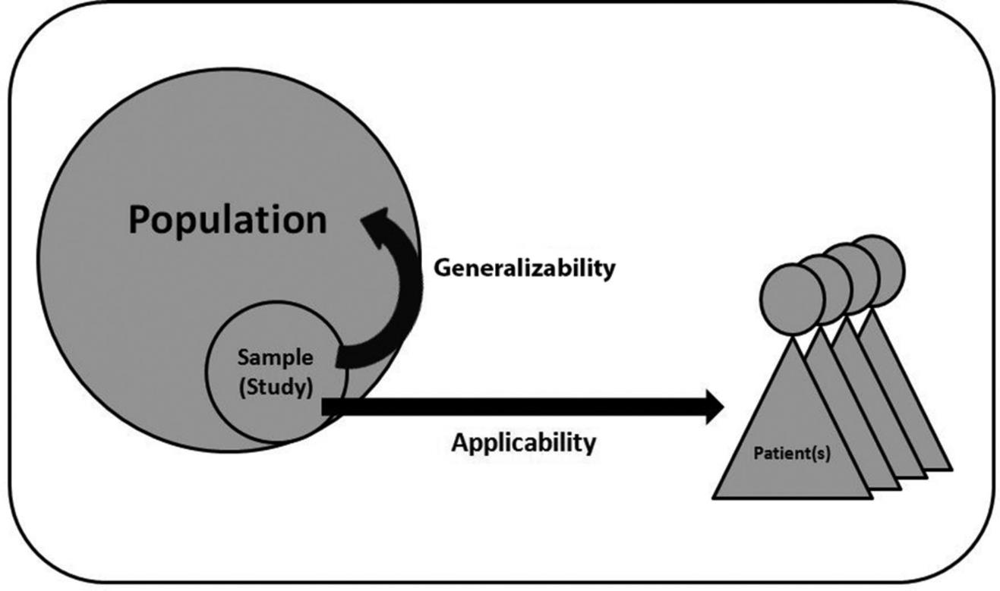 Population
Generalizability
Sample
(Study)
Applicability
Patient(s)